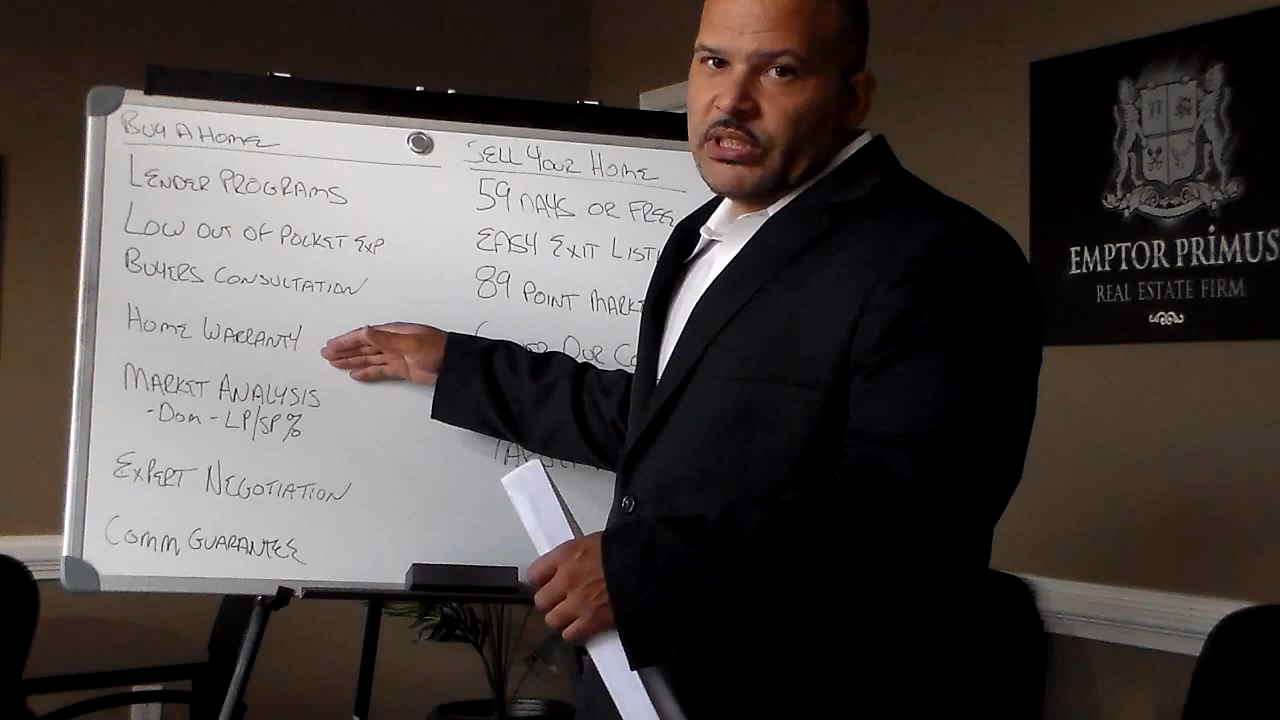 BUY A HOME
LENDER PROGRAMS
LOW OUT OF POCKET EXP
BUYERS CONSULTATION
HOME WARRANTY
MARKET ANALYSIS
-DOM - LP/SP %
EXPERT NEGOTIATION
COMM GUARANTEE
SELL YOUR HOME
59 DAYS OR FREE
EASY EXIT
89 POINT
OUR
EMPTOR PRIMUS
REAL ESTATE FIRM